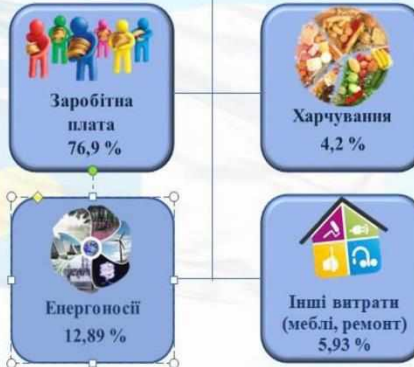 Заробітна
плата
76,9 %
Харчування
4,2 %
Енергоносії
12,89 %
Інші витрати
(меблі, ремонт)
5,93 %